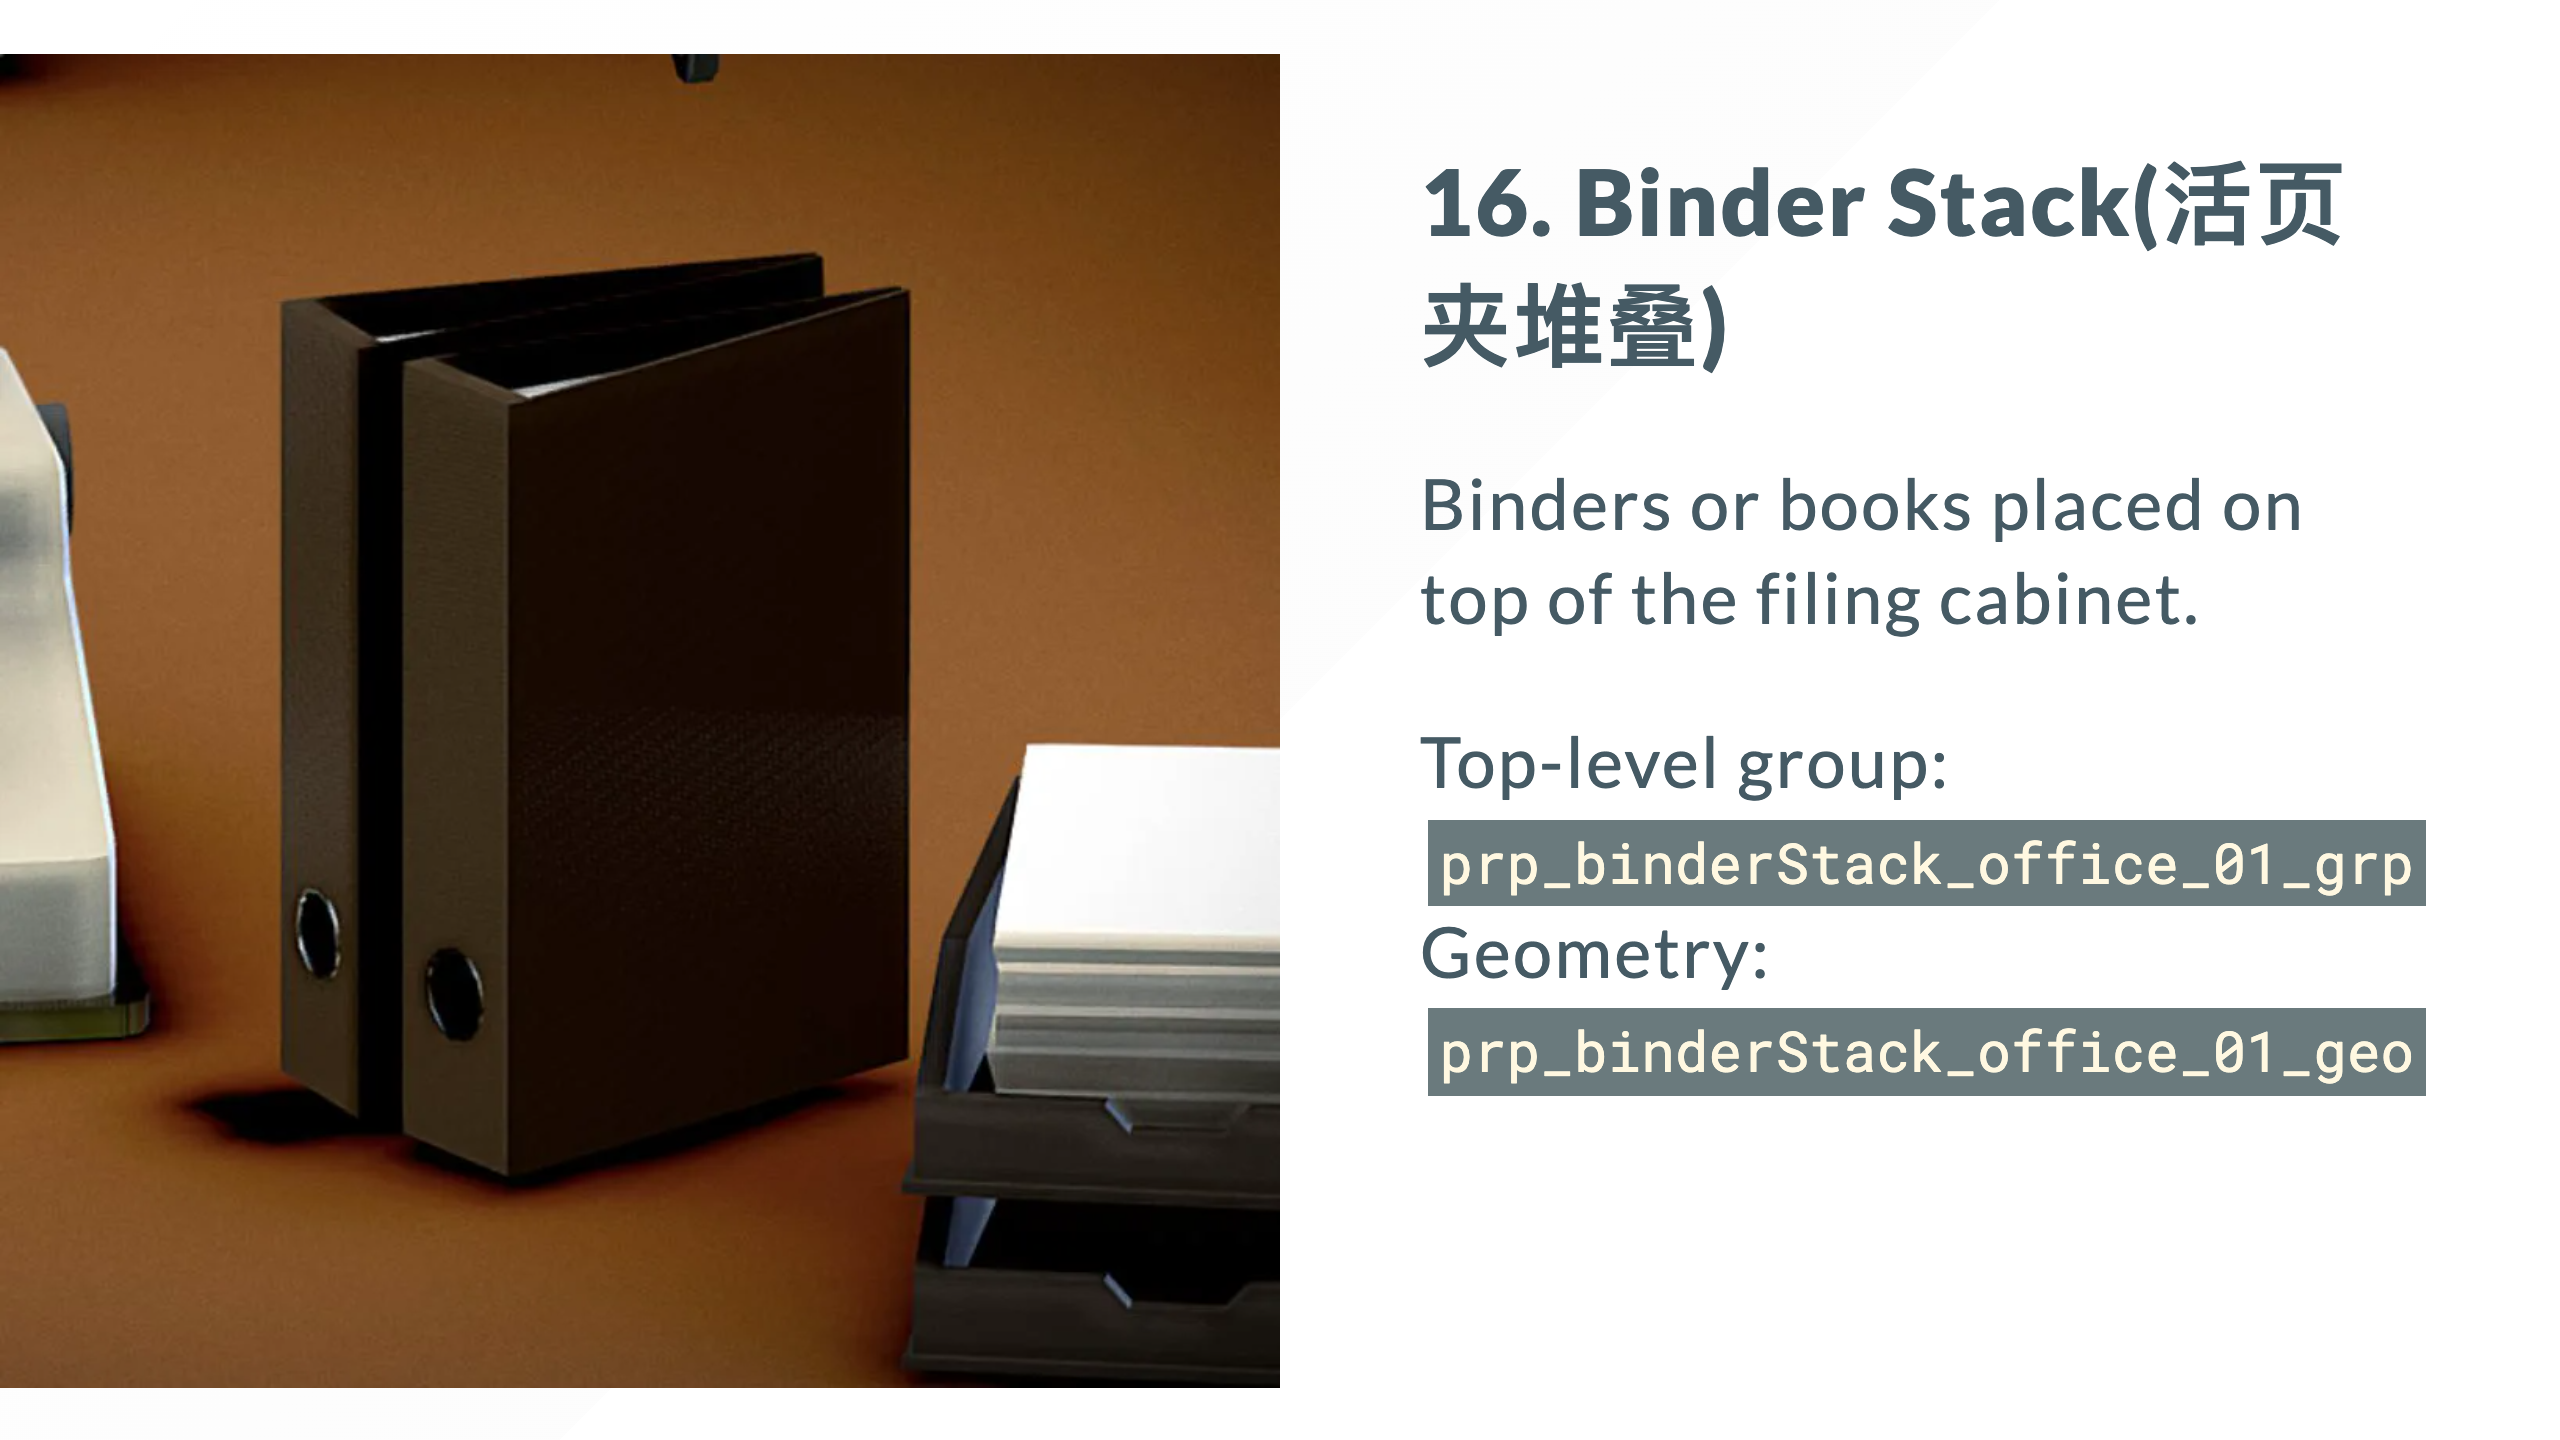 16. Binder Stack(活页
夹堆叠)
Binders or books placed on
top of the filing cabinet.
Top-level group:
prp_binderStack_office_01_grp
Geometry:
prp_binderStack_office_01_geo